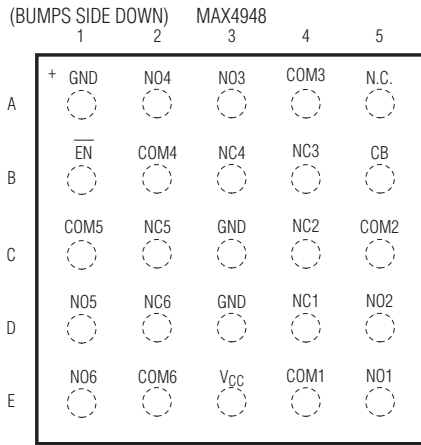 (BUMPS SIDE DOWN) MAX4948
1 2 3 4 5
+ GND NO4 NO3 COM3 N.C.
A
E̅N̅ COM4 NC4 NC3 CB
B
COM5 NC5 GND NC2 COM2
C
NO5 NC6 GND NC1 NO2
D
NO6 COM6 VCC COM1 NO1
E